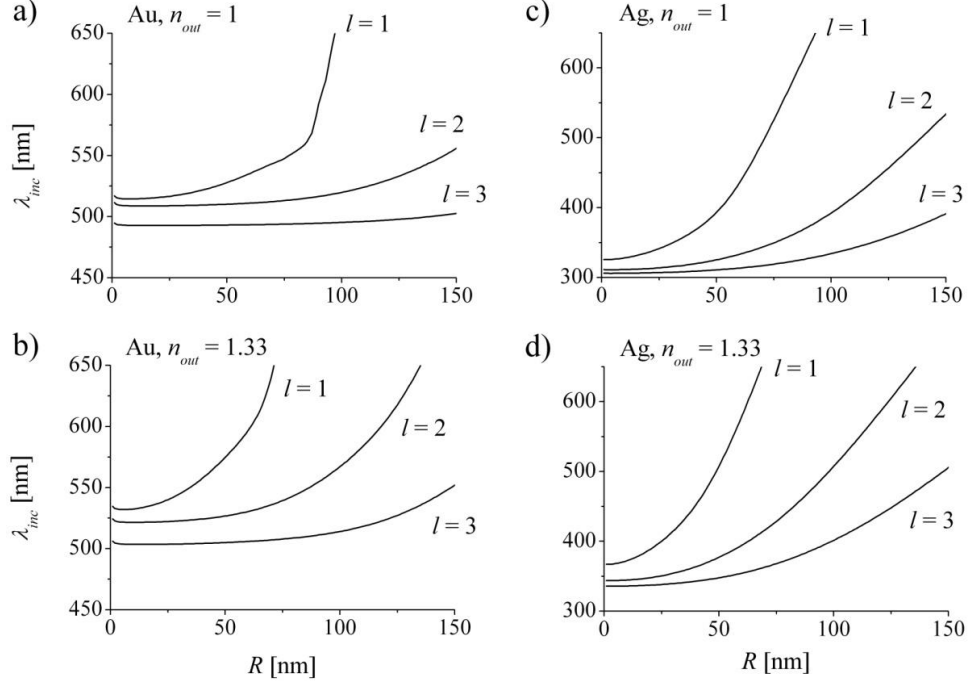 a)
Au, n_out = 1
650
600
550
500
450
0
50
100
150
l = 1
l = 2
l = 3
λ_inc [nm]
c)
Ag, n_out = 1
600
500
400
300
0
50
100
150
l = 1
l = 2
l = 3
b)
Au, n_out = 1.33
650
600
550
500
450
0
50
100
150
l = 1
l = 2
l = 3
λ_inc [nm]
R [nm]
d)
Ag, n_out = 1.33
600
500
400
300
0
50
100
150
l = 1
l = 2
l = 3
R [nm]